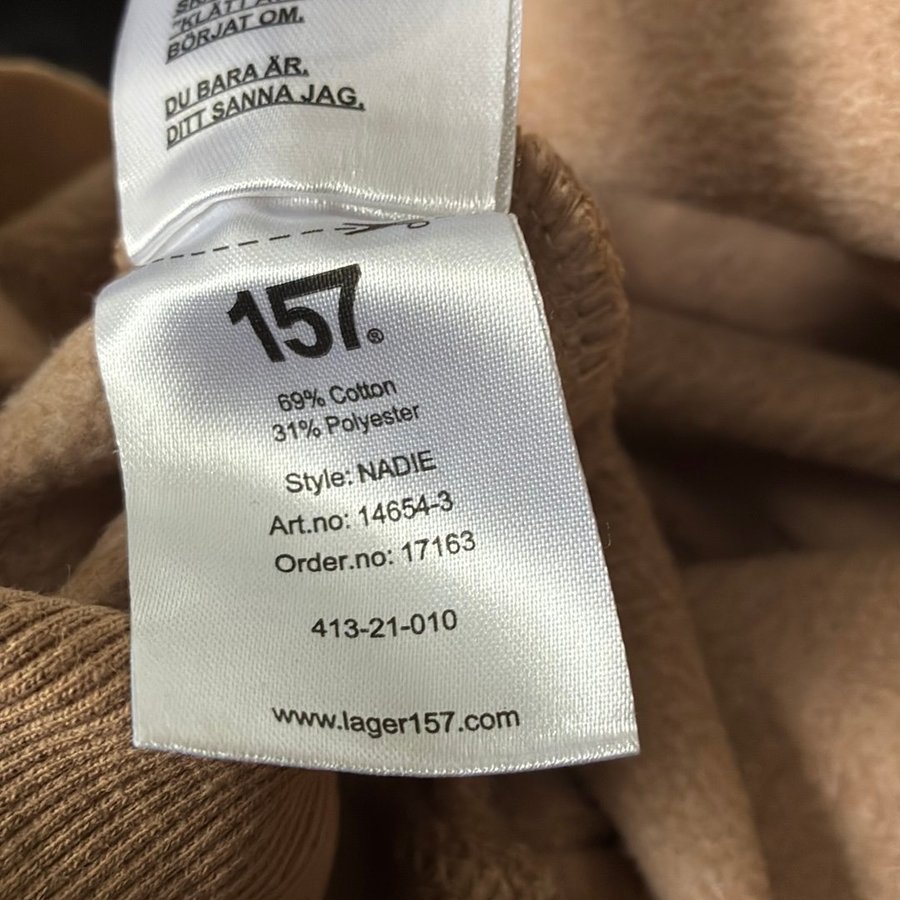 "KLÄTT
BÖRJAT OM.
DU BARA ÄR.
DITT SANNA JAG.
157®
69% Cotton
31% Polyester
Style: NADIE
Art.no: 14654-3
Order.no: 17163
413-21-010
www.lager157.com